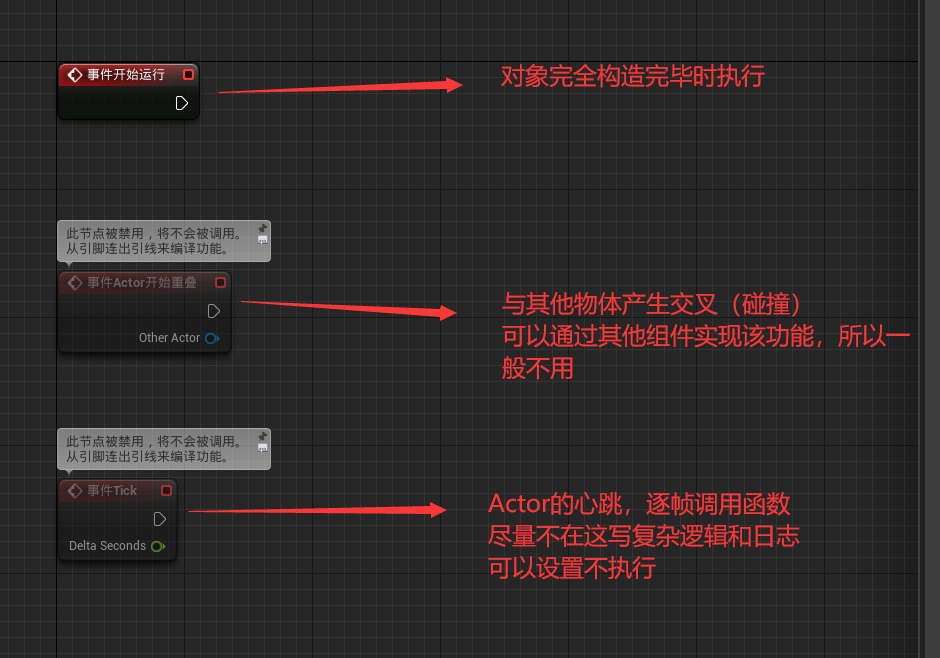 事件开始运行
对象完全构造完毕时执行
此节点被禁用，将不会被调用。
从引脚连出引线来编译功能。
事件Actor开始重叠
Other Actor
与其他物体产生交叉（碰撞）
可以通过其他组件实现该功能，所以一
般不用
此节点被禁用，将不会被调用。
从引脚连出引线来编译功能。
事件Tick
Delta Seconds
Actor的心跳，逐帧调用函数
尽量不在这写复杂逻辑和日志
可以设置不执行